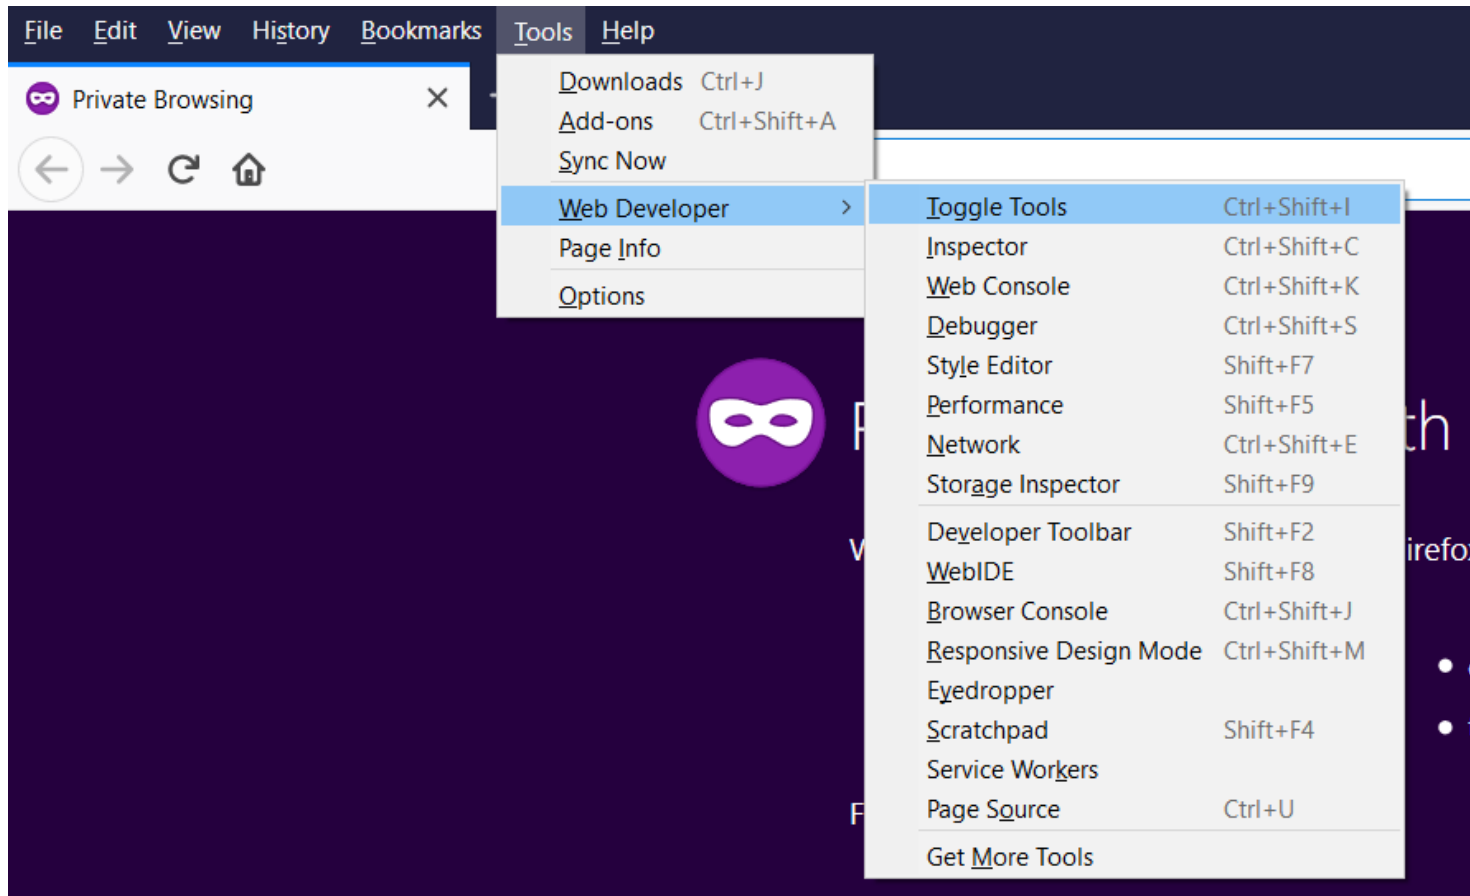 File Edit View History Bookmarks Tools Help
Private Browsing
Downloads Ctrl+J
Add-ons Ctrl+Shift+A
Sync Now
Web Developer
Page Info
Options
Toggle Tools Ctrl+Shift+I
Inspector Ctrl+Shift+C
Web Console Ctrl+Shift+K
Debugger Ctrl+Shift+S
Style Editor Shift+F7
Performance Shift+F5
Network Ctrl+Shift+E
Storage Inspector Shift+F9
Developer Toolbar Shift+F2
WebIDE Shift+F8
Browser Console Ctrl+Shift+J
Responsive Design Mode Ctrl+Shift+M
Eyedropper
Scratchpad Shift+F4
Service Workers
Page Source Ctrl+U
Get More Tools